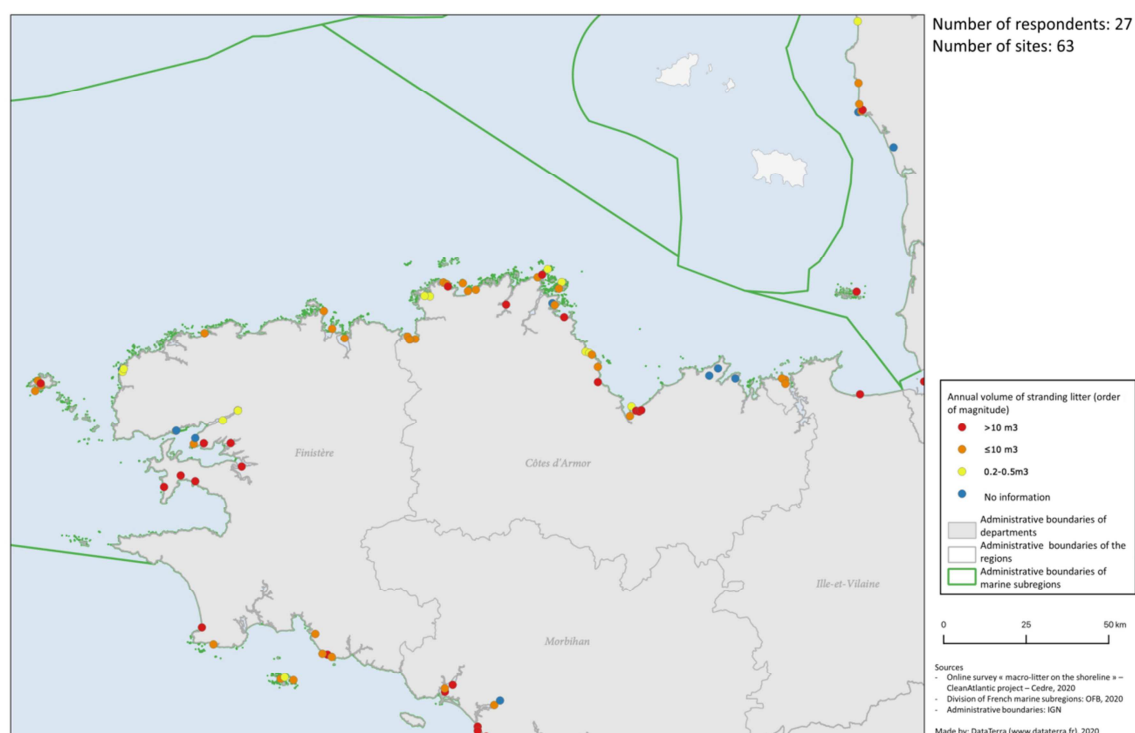 Number of respondents: 27
Number of sites: 63
Finistère
Côtes d'Armor
Ille-et-Vilaine
Morbihan
Annual volume of stranding litter (order
of magnitude)
>10 m3
≤10 m3
0.2-0.5m3
No information
Administrative boundaries of
departments
Administrative boundaries of the
regions
Administrative boundaries of
marine subregions
0 25 50 km
Sources
- Online survey « macro-litter on the shoreline » –
CleanAtlantic project – Cedre, 2020
- Division of French marine subregions: OFB, 2020
- Administrative boundaries: IGN
Made by: DataTerra (www.dataterra.fr), 2020